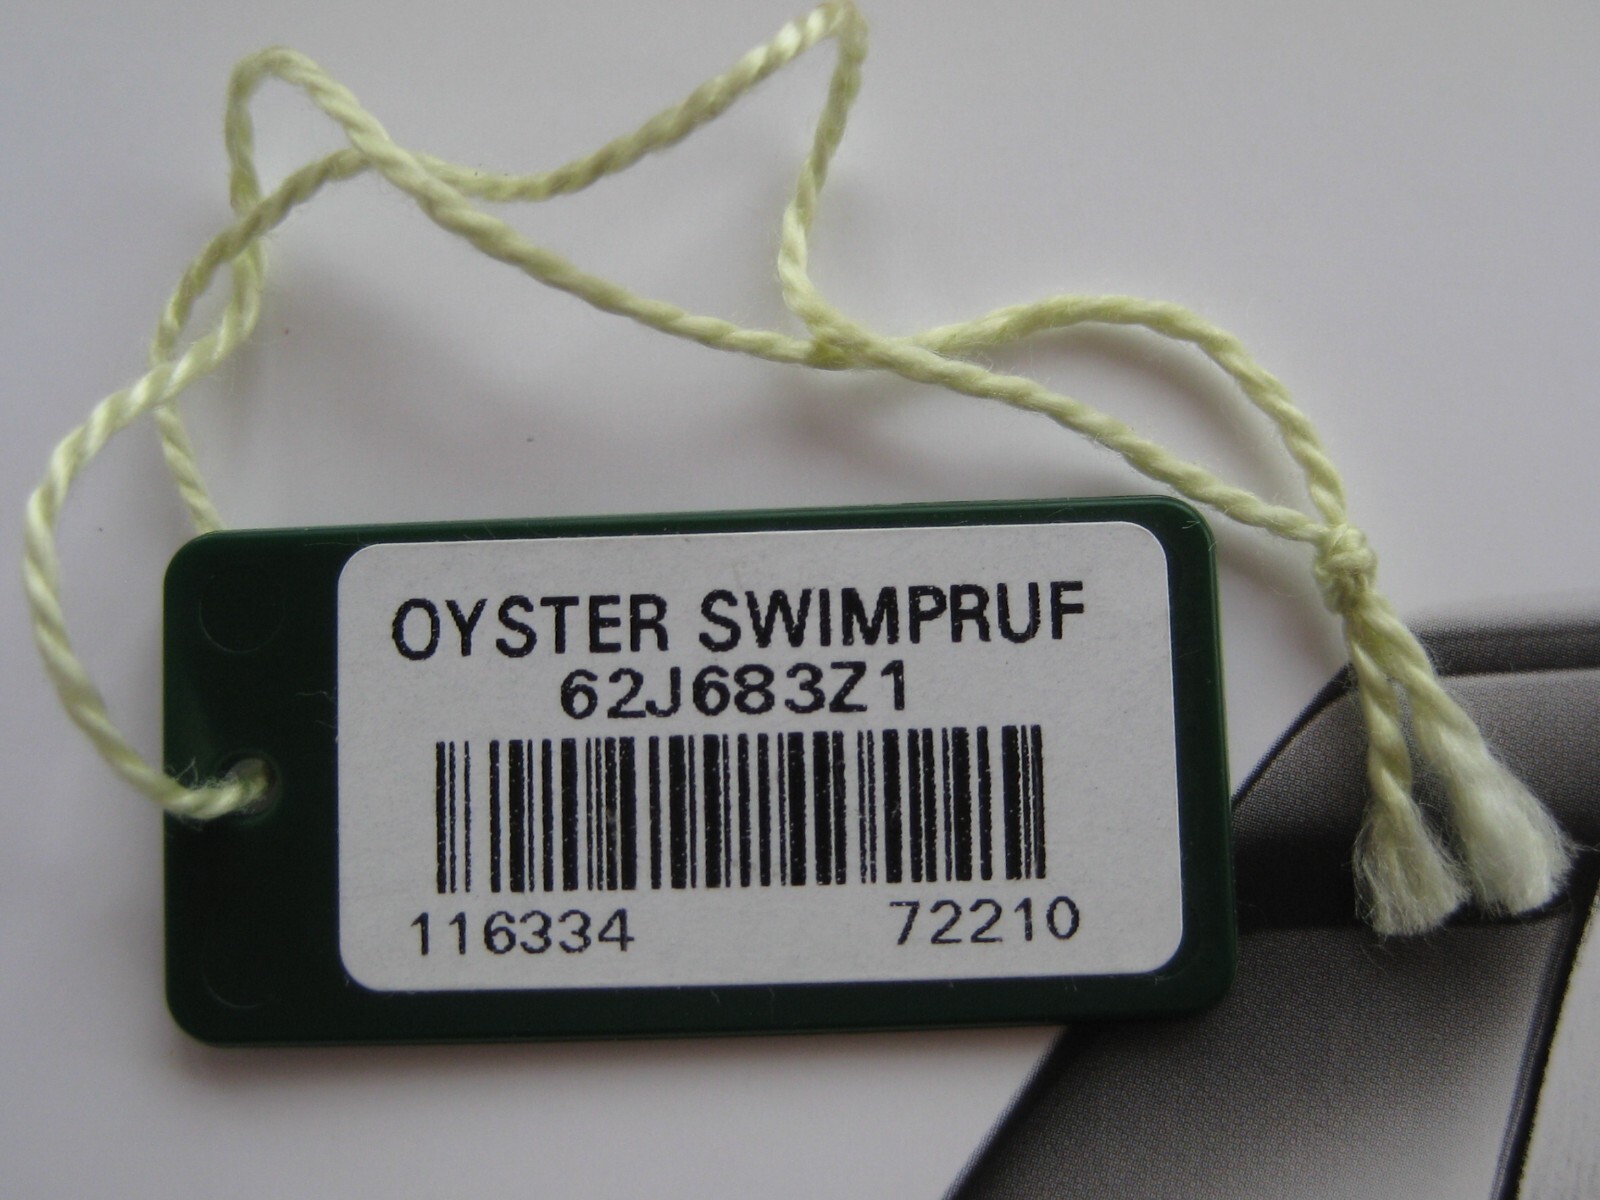 OYSTER SWIMPRUF
62J683Z1
116334 72210